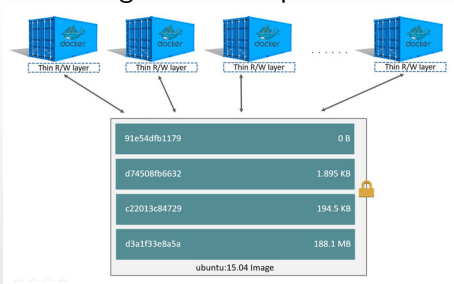 docker
docker
docker
docker
Thin R/W layer
Thin R/W layer
Thin R/W layer
Thin R/W layer
91e54dfb1179
0 B
d74508fb6632
1.895 KB
c22013c84729
194.5 KB
d3a1f33e8a5a
188.1 MB
ubuntu:15.04 Image